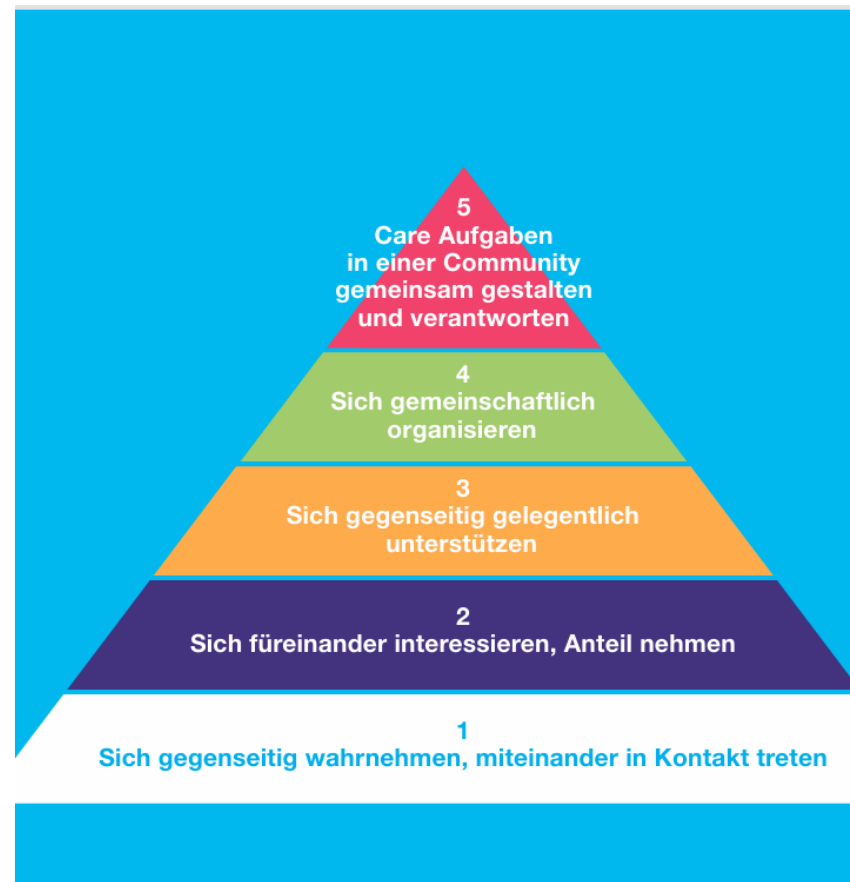 5
Care Aufgaben
in einer Community
gemeinsam gestalten
und verantworten
4
Sich gemeinschaftlich
organisieren
3
Sich gegenseitig gelegentlich
unterstützen
2
Sich füreinander interessieren, Anteil nehmen
1
Sich gegenseitig wahrnehmen, miteinander in Kontakt treten